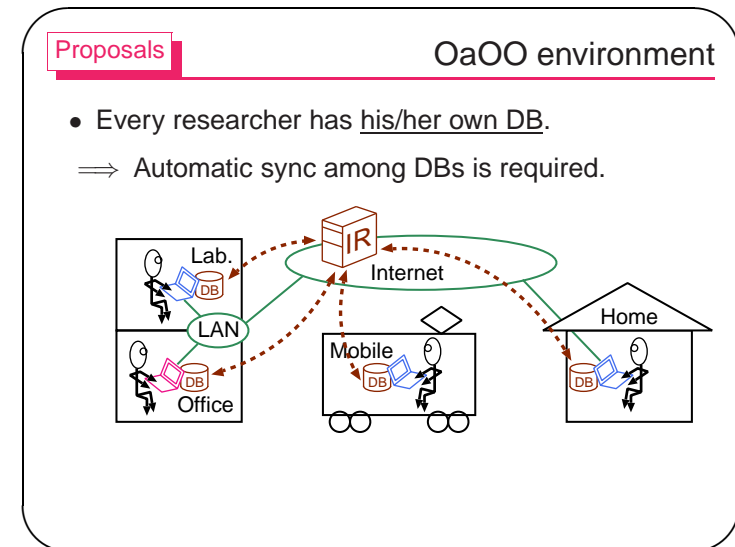 Proposals
OaOO environment
• Every researcher has his/her own DB.
⟹ Automatic sync among DBs is required.
IR
Lab.
Internet
DB
LAN
Home
Mobile
DB
DB
DB
Office